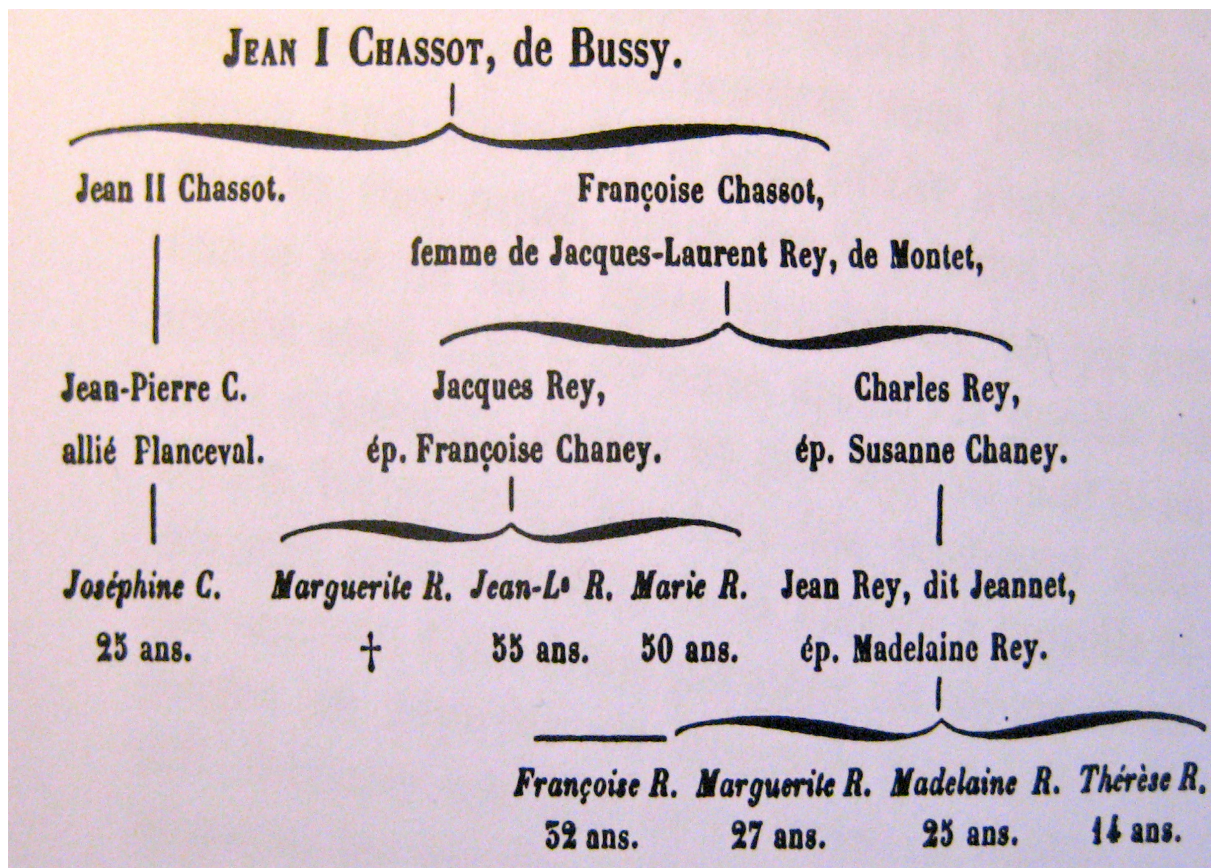 JEAN I CHASSOT, de Bussy.
Jean II Chassot. Françoise Chassot,
femme de Jacques-Laurent Rey, de Montet,
Jean-Pierre C. Jacques Rey, Charles Rey,
allié Planceval. ép. Françoise Chaney. ép. Susanne Chaney.
Joséphine C. Marguerite R. Jean-Ls R. Marie R. Jean Rey, dit Jeannet,
25 ans. † 55 ans. 50 ans. ép. Madelaine Rey.
Françoise R. Marguerite R. Madelaine R. Thérèse R.
32 ans. 27 ans. 25 ans. 14 ans.